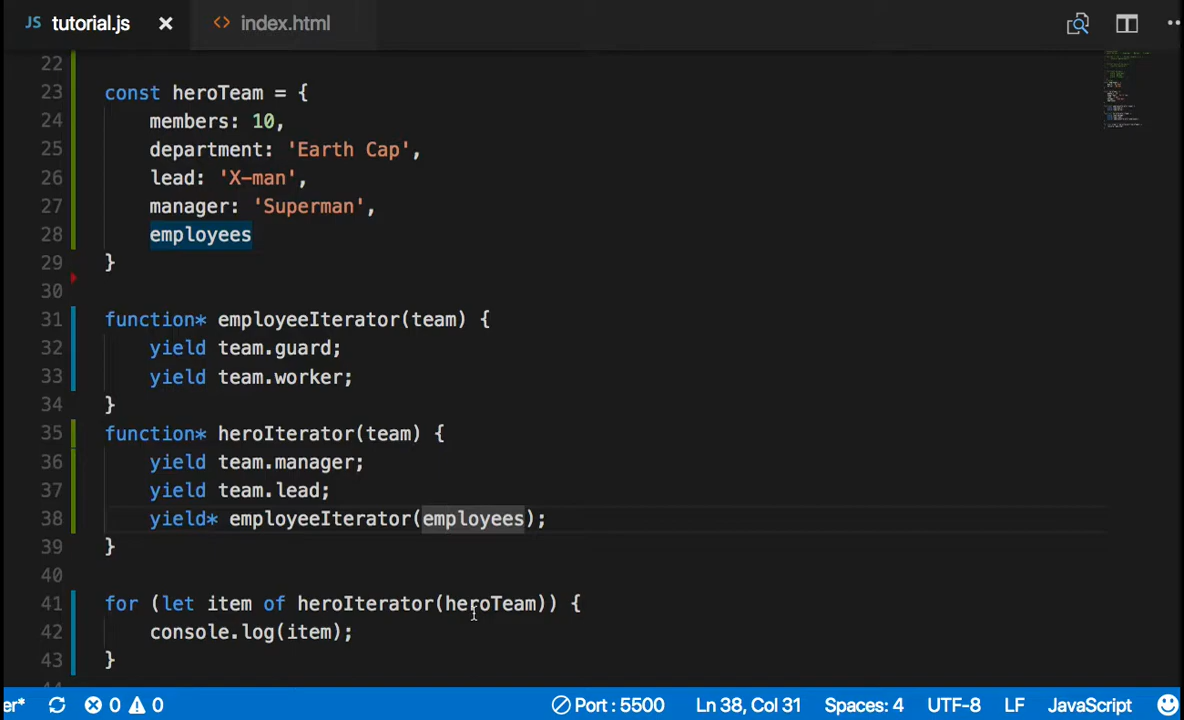 JS tutorial.js × <> index.html
22
23 const heroTeam = {
24 members: 10,
25 department: 'Earth Cap',
26 lead: 'X-man',
27 manager: 'Superman',
28 employees
29 }
30
31 function* employeeIterator(team) {
32 yield team.guard;
33 yield team.worker;
34 }
35 function* heroIterator(team) {
36 yield team.manager;
37 yield team.lead;
38 yield* employeeIterator(employees);
39 }
40
41 for (let item of heroIterator(heroTeam)) {
42 console.log(item);
43 }
er* 0 0 Port : 5500 Ln 38, Col 31 Spaces: 4 UTF-8 LF JavaScript